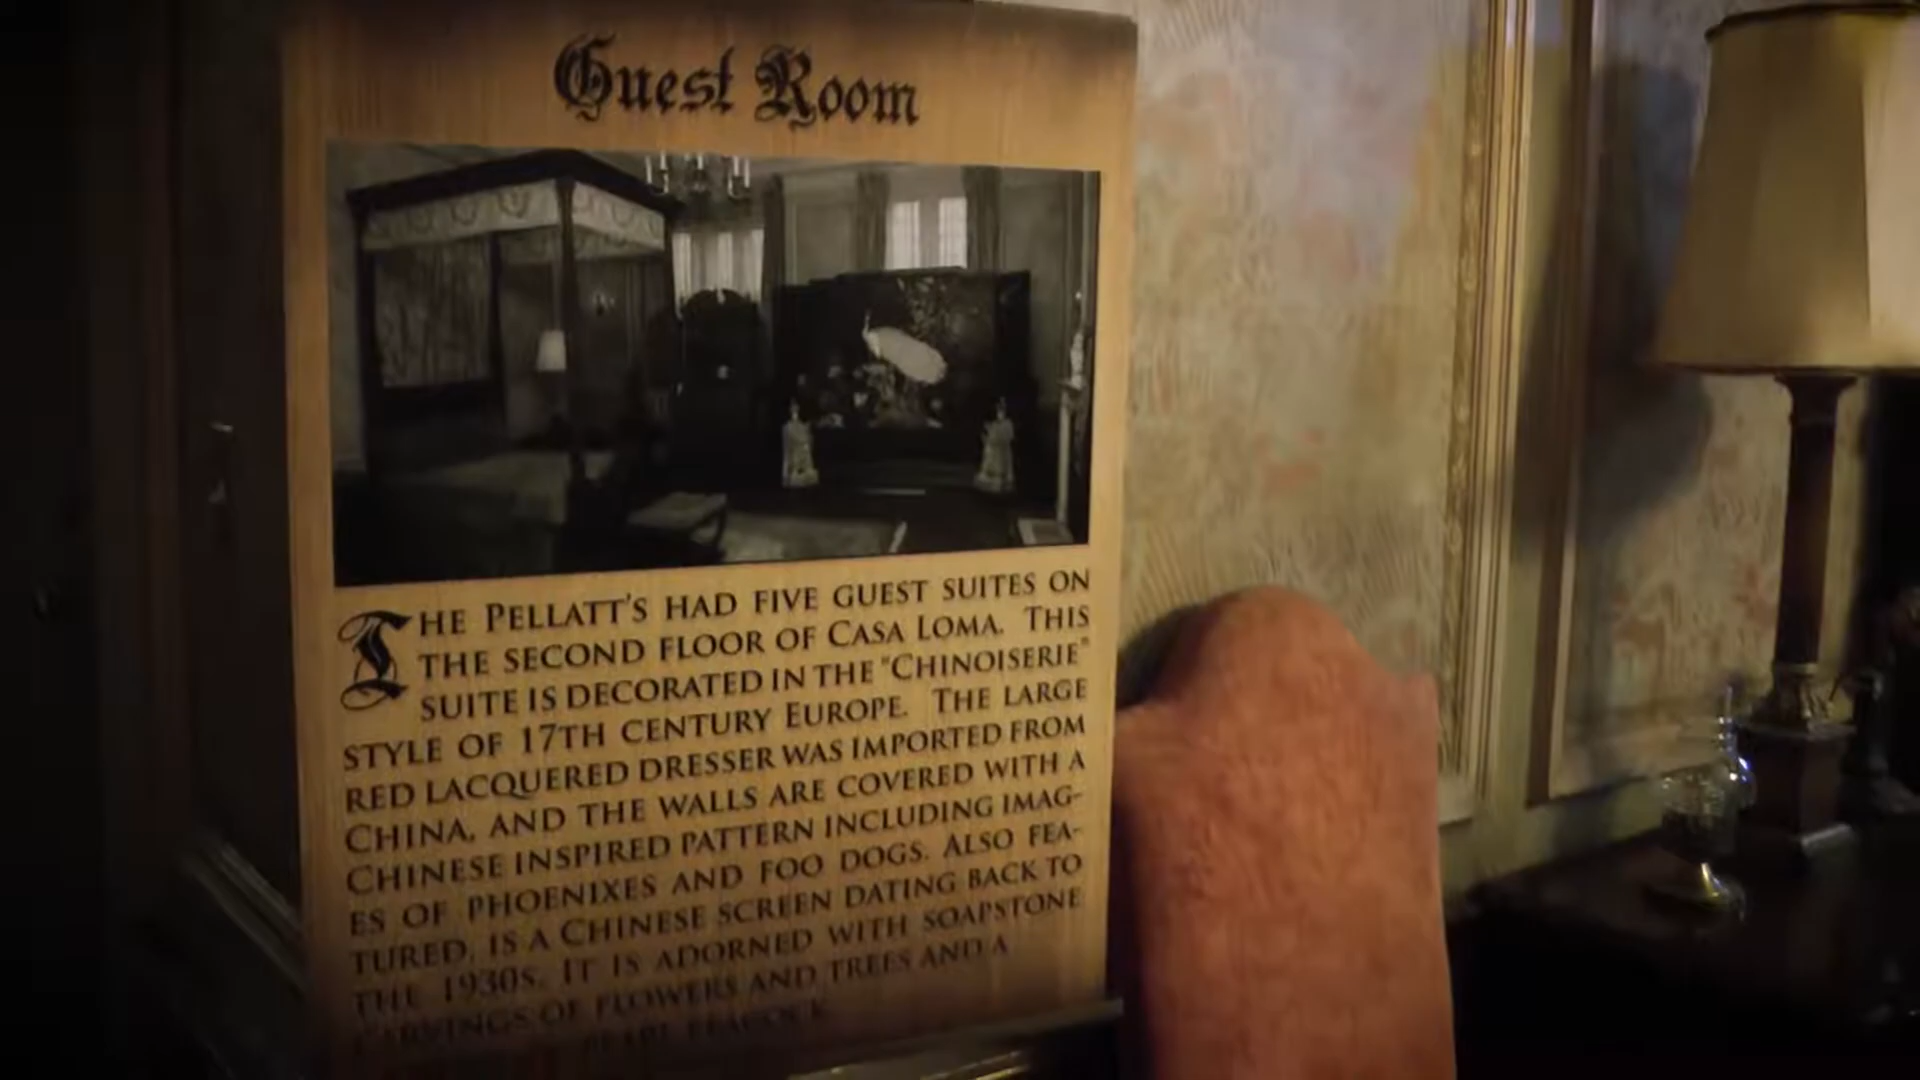 Guest Room
THE PELLATT'S HAD FIVE GUEST SUITES ON
THE SECOND FLOOR OF CASA LOMA. THIS
SUITE IS DECORATED IN THE "CHINOISERIE"
STYLE OF 17TH CENTURY EUROPE. THE LARGE
RED LACQUERED DRESSER WAS IMPORTED FROM
CHINA, AND THE WALLS ARE COVERED WITH A
CHINESE INSPIRED PATTERN INCLUDING IMAG-
ES OF PHOENIXES AND FOO DOGS. ALSO FEA-
TURED, IS A CHINESE SCREEN DATING BACK TO
THE 1930S. IT IS ADORNED WITH SOAPSTONE
CARVINGS OF FLOWERS AND TREES AND A
PEARL PEACOCK